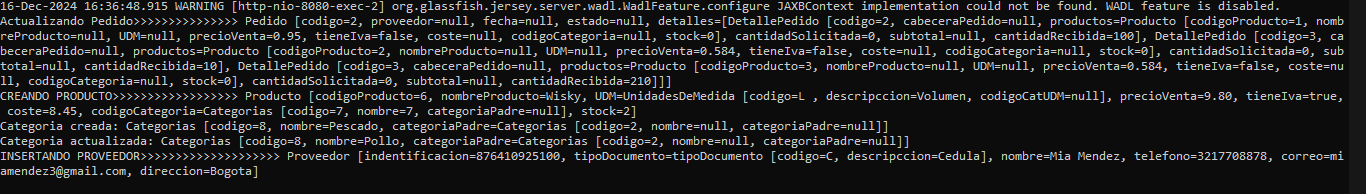 16-Dec-2024 16:36:48.915 WARNING [http-nio-8080-exec-2] org.glassfish.jersey.server.wadl.WadlFeature.configure JAXBContext implementation could not be found. WADL feature is disabled.
Actualizando Pedido>>>>>>>>>>>>>>> Pedido [codigo=2, proveedor=null, fecha=null, estado=null, detalles=[DetallePedido [codigo=2, cabeceraPedido=null, productos=Producto [codigoProducto=1, nomb
reProducto=null, UDM=null, precioVenta=0.95, tieneIva=false, coste=null, codigoCategoria=null, stock=0], cantidadSolicitada=0, subtotal=null, cantidadRecibida=100], DetallePedido [codigo=3, ca
beceraPedido=null, productos=Producto [codigoProducto=2, nombreProducto=null, UDM=null, precioVenta=0.584, tieneIva=false, coste=null, codigoCategoria=null, stock=0], cantidadSolicitada=0, sub
total=null, cantidadRecibida=10], DetallePedido [codigo=3, cabeceraPedido=null, productos=Producto [codigoProducto=3, nombreProducto=null, UDM=null, precioVenta=0.584, tieneIva=false, coste=nu
ll, codigoCategoria=null, stock=0], cantidadSolicitada=0, subtotal=null, cantidadRecibida=210]]]
CREANDO PRODUCTO>>>>>>>>>>>>>>>>>> Producto [codigoProducto=6, nombreProducto=Wisky, UDM=UnidadesDeMedida [codigo=L , descripccion=Volumen, codigoCatUDM=null], precioVenta=9.80, tieneIva=true,
 coste=8.45, codigoCategoria=Categorias [codigo=7, nombre=7, categoriaPadre=null], stock=2]
Categoria creada: Categorias [codigo=8, nombre=Pescado, categoriaPadre=Categorias [codigo=2, nombre=null, categoriaPadre=null]]
Categoria actualizada: Categorias [codigo=8, nombre=Pollo, categoriaPadre=Categorias [codigo=2, nombre=null, categoriaPadre=null]]
INSERTANDO PROVEEDOR>>>>>>>>>>>>>>>>>>>> Proveedor [indentificacion=876410925100, tipoDocumento=tipoDocumento [codigo=C, descripccion=Cedula], nombre=Mia Mendez, telefono=3217708878, correo=mi
amendez3@gmail.com, direccion=Bogota]